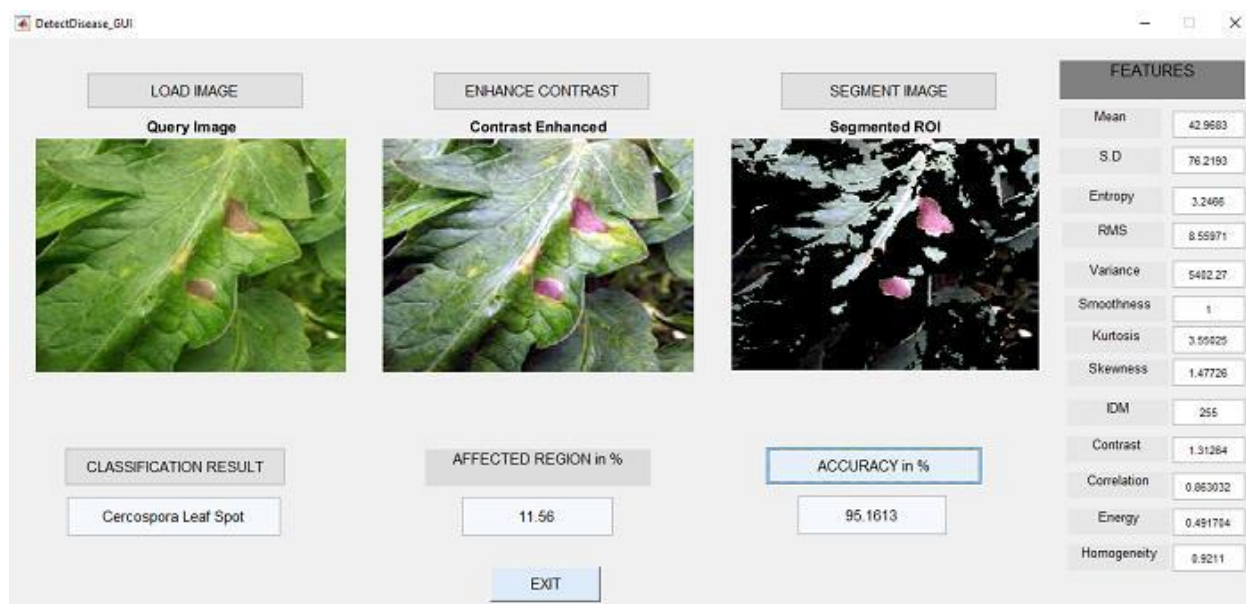 DetectDisease_GUI
LOAD IMAGE
ENHANCE CONTRAST
SEGMENT IMAGE
Query Image
Contrast Enhanced
Segmented ROI
CLASSIFICATION RESULT
AFFECTED REGION in %
ACCURACY in %
Cercospora Leaf Spot
11.56
95.1613
EXIT
FEATURES
Mean 42.9683
S.D 76.2193
Entropy 3.2466
RMS 8.55971
Variance 5402.27
Smoothness 1
Kurtosis 3.55025
Skewness 1.47726
IDM 255
Contrast 1.31264
Correlation 0.863032
Energy 0.491704
Homogeneity 0.9211